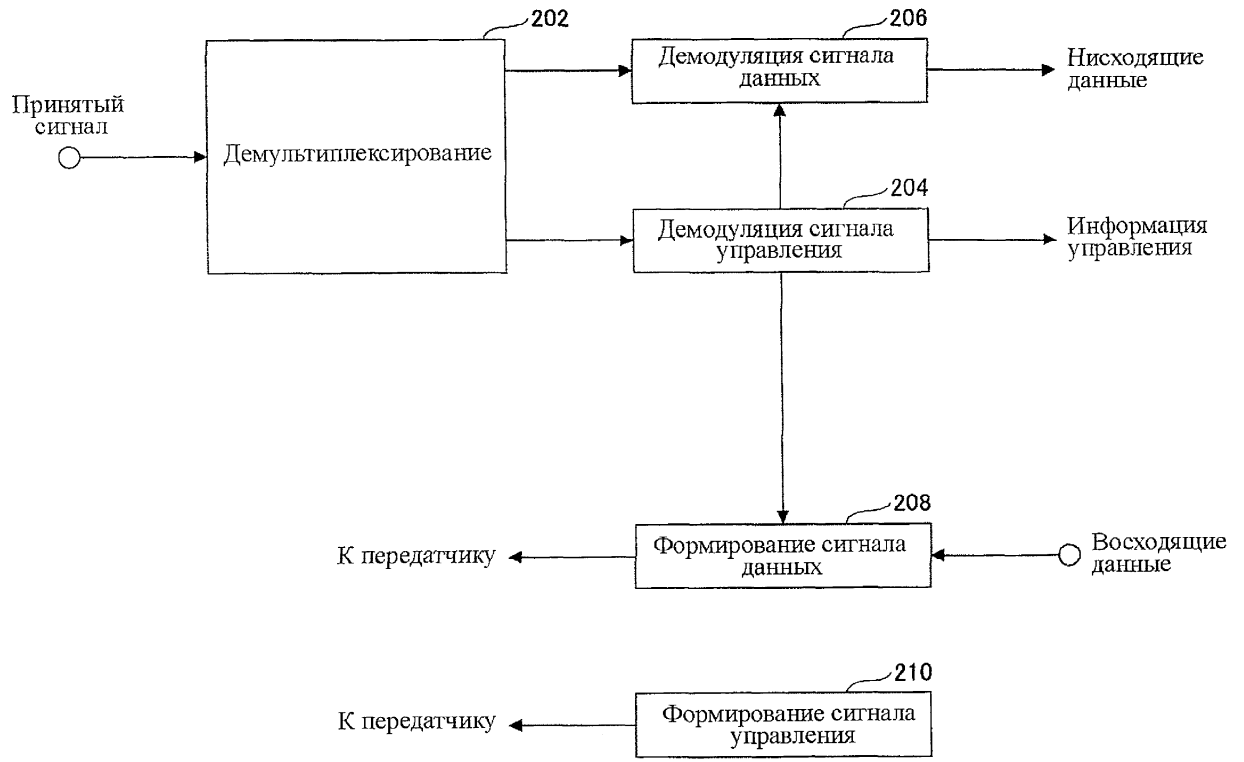 202
206
Принятый
сигнал
Демультиплексирование
Демодуляция сигнала
данных
Нисходящие
данные
204
Демодуляция сигнала
управления
Информация
управления
208
К передатчику
Формирование сигнала
данных
Восходящие
данные
210
К передатчику
Формирование сигнала
управления